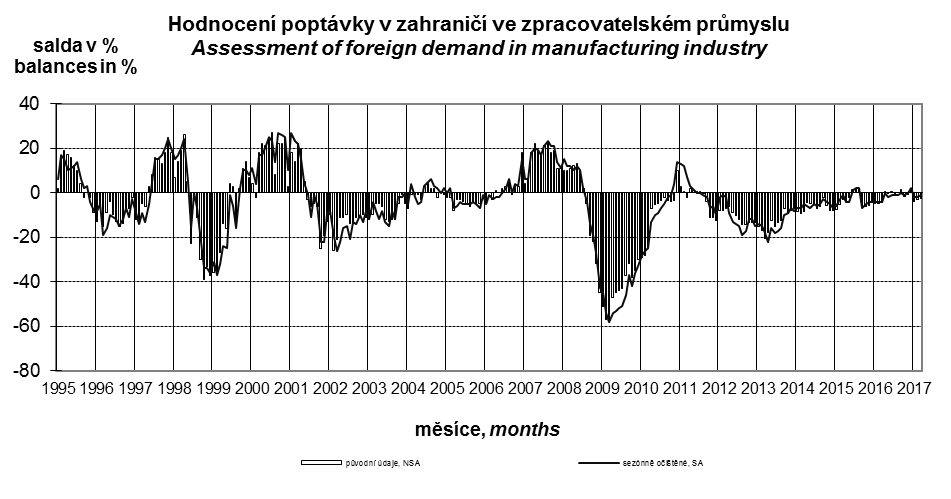 Hodnocení poptávky v zahraničí ve zpracovatelském průmyslu
Assessment of foreign demand in manufacturing industry
salda v %
balances in %
40
20
0
-20
-40
-60
-80
1995 1996 1997 1998 1999 2000 2001 2002 2003 2004 2005 2006 2007 2008 2009 2010 2011 2012 2013 2014 2015 2016 2017
měsíce, months
původní údaje, NSA
sezónně očištěné, SA